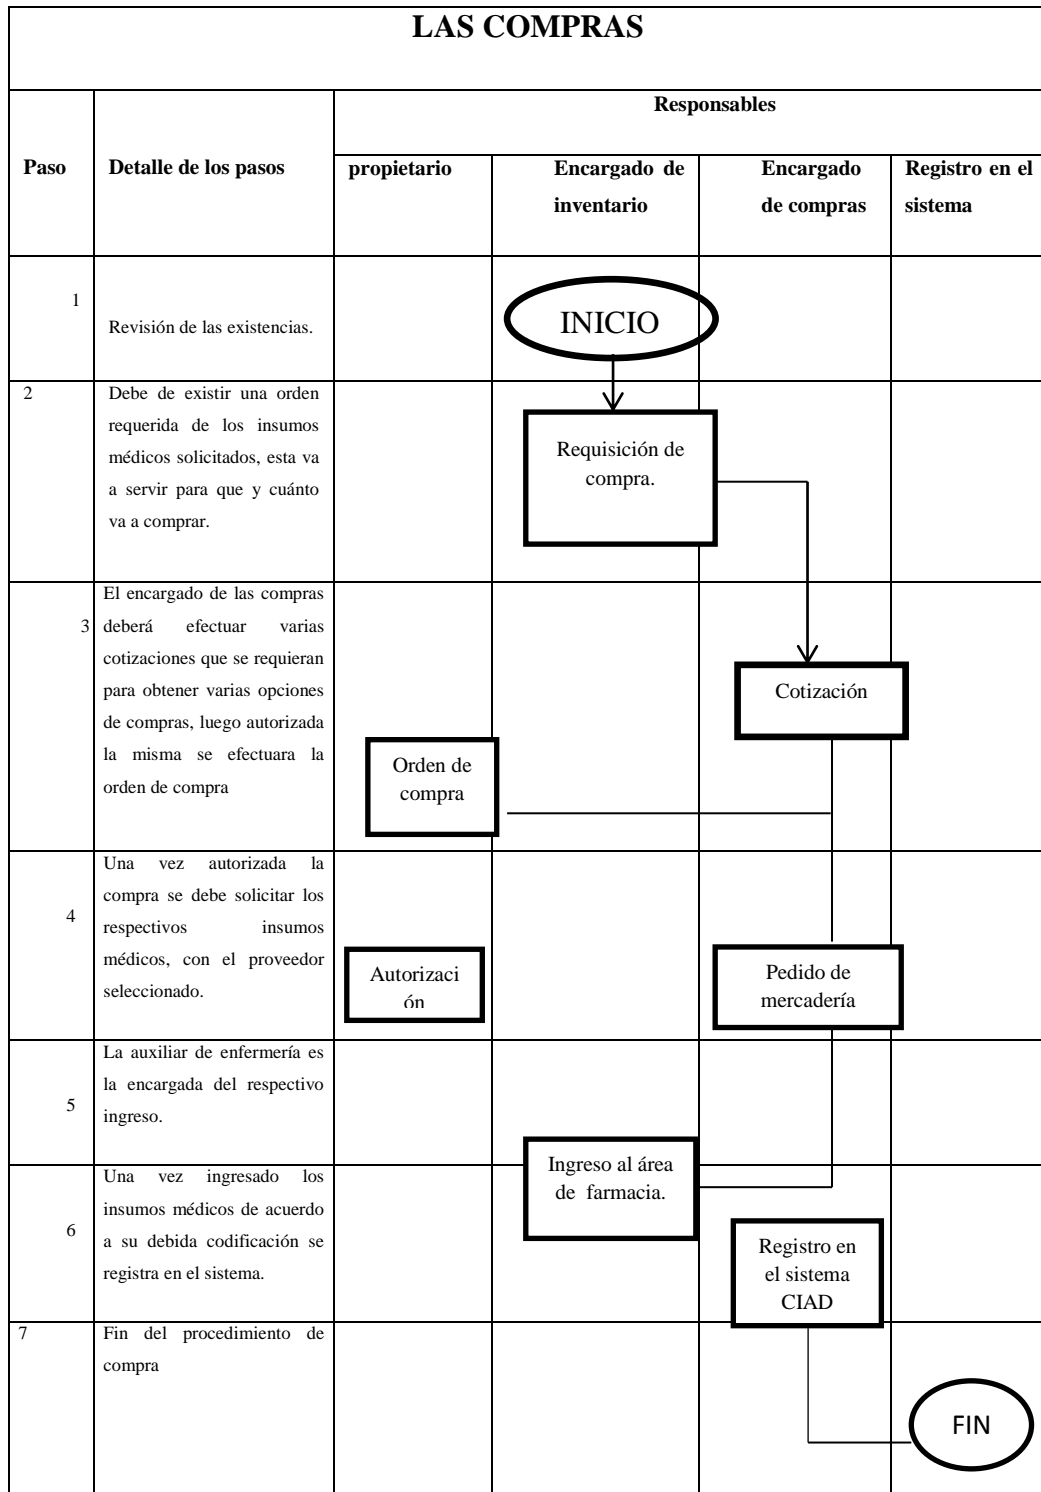 LAS COMPRAS
Responsables
Paso
Detalle de los pasos
propietario
Encargado de
inventario
Encargado
de compras
Registro en el
sistema
1
Revisión de las existencias.
INICIO
2
Debe de existir una orden
requerida de los insumos
médicos solicitados, esta va
a servir para que y cuánto
va a comprar.
Requisición de
compra.
3
El encargado de las compras
deberá efectuar varias
cotizaciones que se requieran
para obtener varias opciones
de compras, luego autorizada
la misma se efectuara la
orden de compra
Cotización
Orden de
compra
4
Una vez autorizada la
compra se debe solicitar los
respectivos insumos
médicos, con el proveedor
seleccionado.
Autorizaci
ón
Pedido de
mercadería
5
La auxiliar de enfermería es
la encargada del respectivo
ingreso.
Ingreso al área
de farmacia.
6
Una vez ingresado los
insumos médicos de acuerdo
a su debida codificación se
registra en el sistema.
Registro en
el sistema
CIAD
7
Fin del procedimiento de
compra
FIN